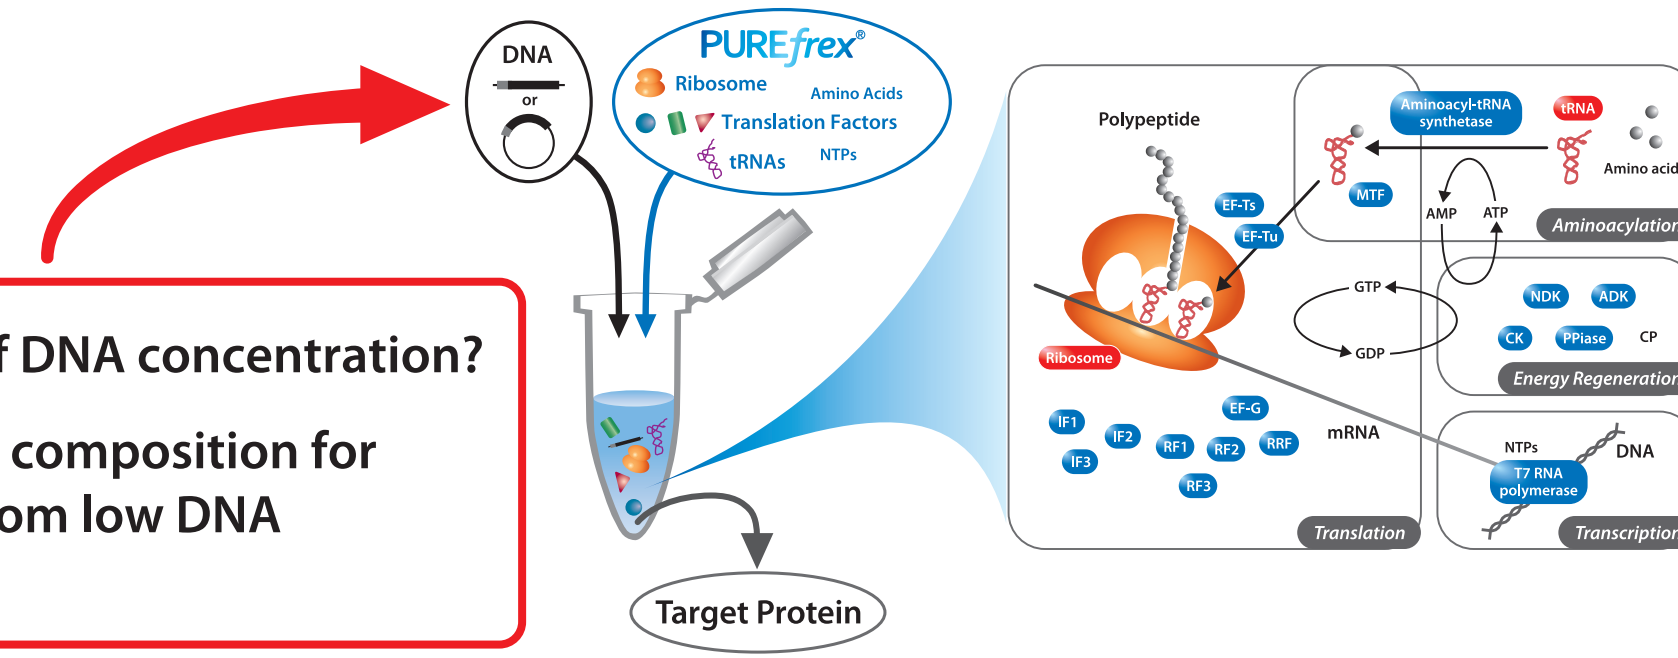 f DNA concentration?
composition for
om low DNA
DNA
or
PUREfrex®
Ribosome
Amino Acids
Translation Factors
tRNAs
NTPs
Target Protein
Polypeptide
Aminoacyl-tRNA
synthetase
tRNA
Amino acid
MTF
EF-Ts
EF-Tu
AMP
ATP
Aminoacylation
GTP
GDP
NDK
ADK
CK
PPiase
CP
Energy Regeneration
Ribosome
IF1
IF2
IF3
RF1
RF2
RF3
EF-G
RRF
mRNA
Translation
NTPs
T7 RNA
polymerase
DNA
Transcription